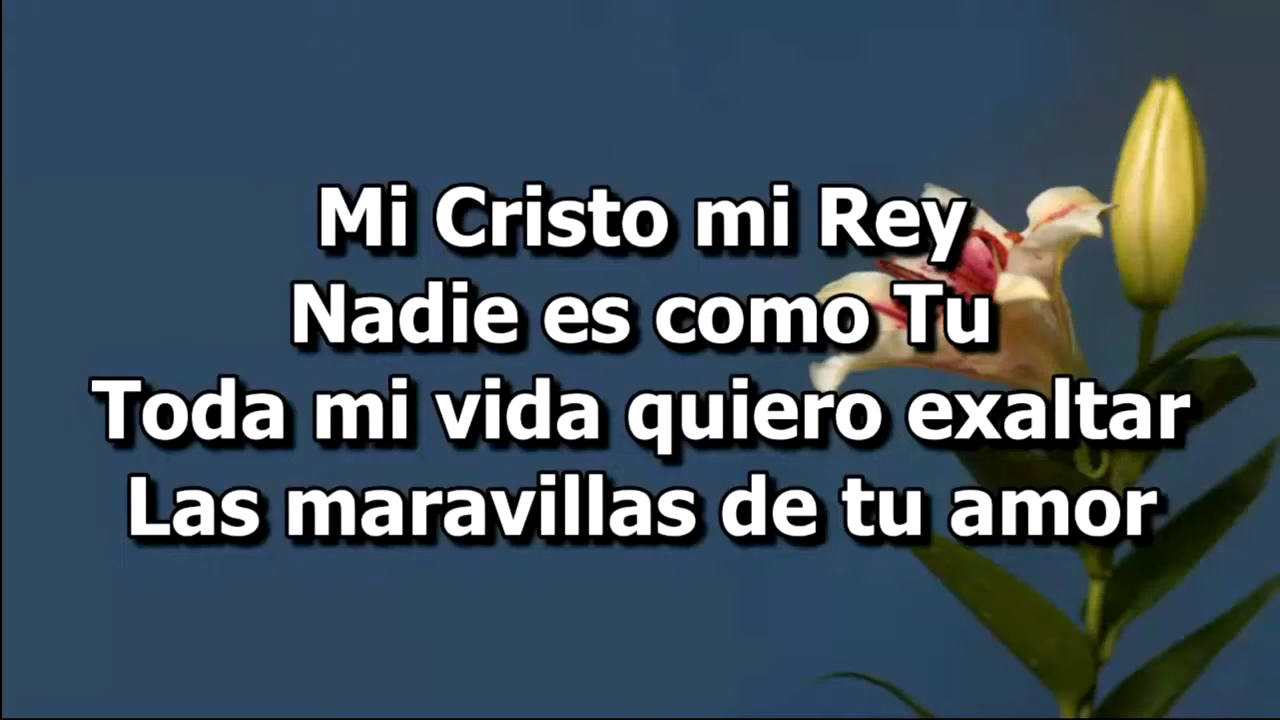 Mi Cristo mi Rey
Nadie es como Tu
Toda mi vida quiero exaltar
Las maravillas de tu amor